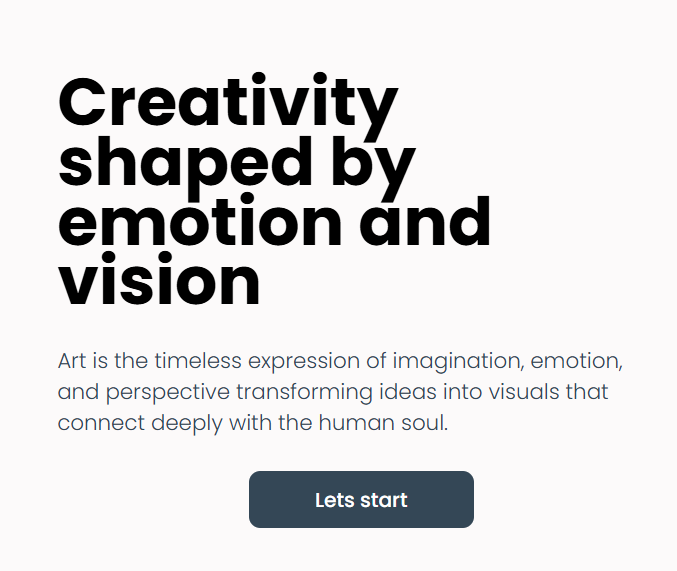 Creativity
shaped by
emotion and
vision
Art is the timeless expression of imagination, emotion,
and perspective transforming ideas into visuals that
connect deeply with the human soul.
Lets start